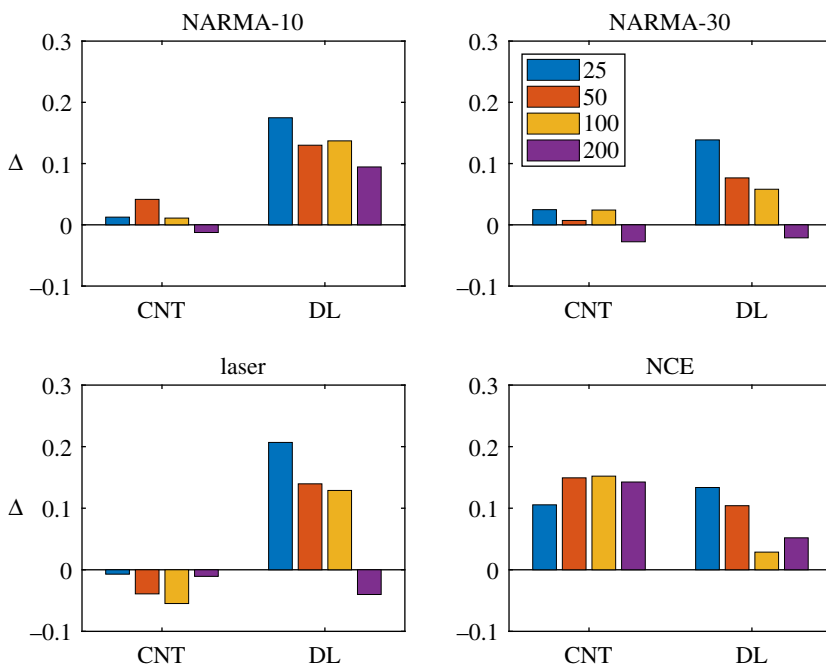 NARMA-10
0.3
0.2
Δ 0.1
0
–0.1
CNT DL
NARMA-30
0.3
25
50
100
200
0.2
0.1
0
–0.1
CNT DL
laser
0.3
0.2
Δ 0.1
0
–0.1
CNT DL
NCE
0.3
0.2
0.1
0
–0.1
CNT DL